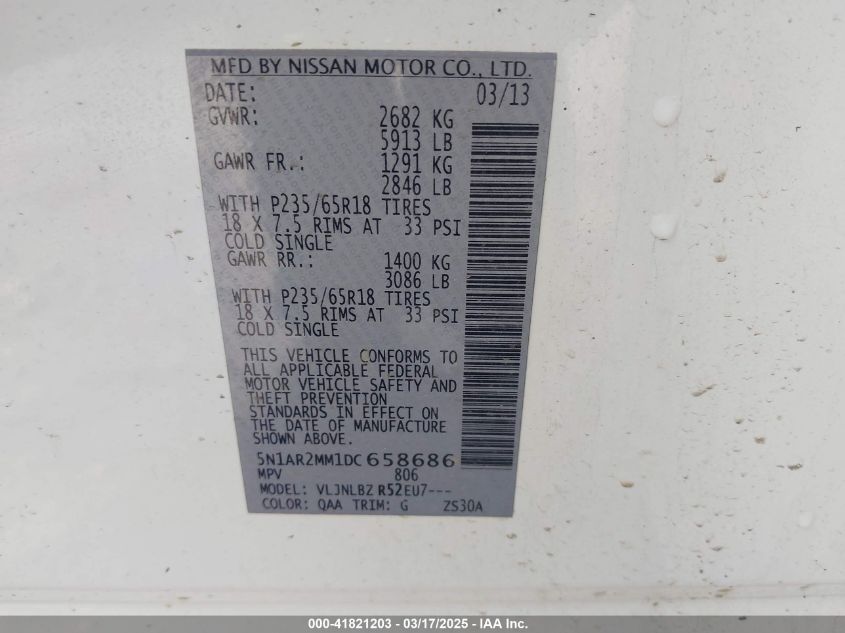 MFD BY NISSAN MOTOR CO., LTD.
DATE: 03/13
GVWR: 2682 KG
5913 LB
GAWR FR.: 1291 KG
2846 LB
WITH P235/65R18 TIRES
18 X 7.5 RIMS AT 33 PSI
COLD SINGLE
GAWR RR.: 1400 KG
3086 LB
WITH P235/65R18 TIRES
18 X 7.5 RIMS AT 33 PSI
COLD SINGLE
THIS VEHICLE CONFORMS TO
ALL APPLICABLE FEDERAL
MOTOR VEHICLE SAFETY AND
THEFT PREVENTION
STANDARDS IN EFFECT ON
THE DATE OF MANUFACTURE
SHOWN ABOVE.
5N1AR2MM1DC658686
MPV 806
MODEL: VLJNLBZ R52EU7---
COLOR: QAA TRIM: G ZS30A
000-41821203 - 03/17/2025 - IAA Inc.